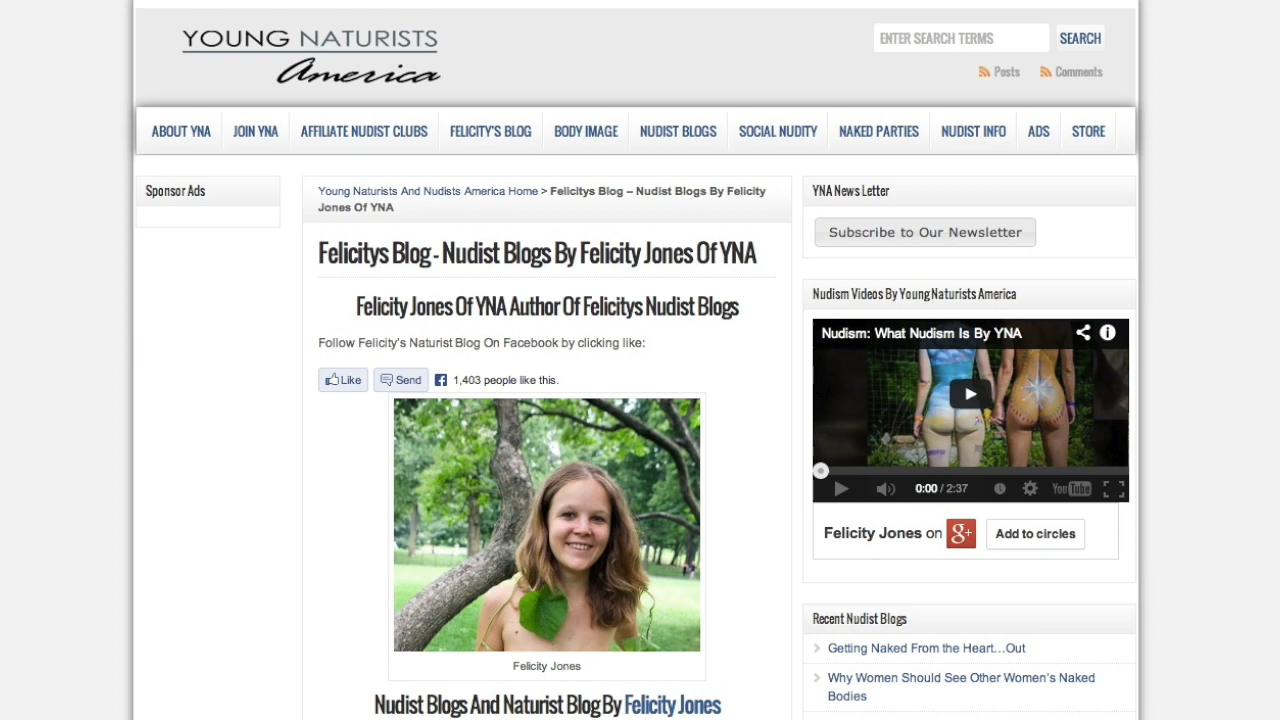 YOUNG NATURISTS
America
ENTER SEARCH TERMS
SEARCH
Posts
Comments
ABOUT YNA
JOIN YNA
AFFILIATE NUDIST CLUBS
FELICITY'S BLOG
BODY IMAGE
NUDIST BLOGS
SOCIAL NUDITY
NAKED PARTIES
NUDIST INFO
ADS
STORE
Sponsor Ads
Young Naturists And Nudists America Home > Felicitys Blog – Nudist Blogs By Felicity
Jones Of YNA
Felicitys Blog - Nudist Blogs By Felicity Jones Of YNA
Felicity Jones Of YNA Author Of Felicitys Nudist Blogs
Follow Felicity's Naturist Blog On Facebook by clicking like:
Like
Send
1,403 people like this.
Felicity Jones
Nudist Blogs And Naturist Blog By Felicity Jones
YNA News Letter
Subscribe to Our Newsletter
Nudism Videos By Young Naturists America
Nudism: What Nudism Is By YNA
0:00 / 2:37
YouTube
Felicity Jones on g+
Add to circles
Recent Nudist Blogs
Getting Naked From the Heart…Out
Why Women Should See Other Women's Naked
Bodies